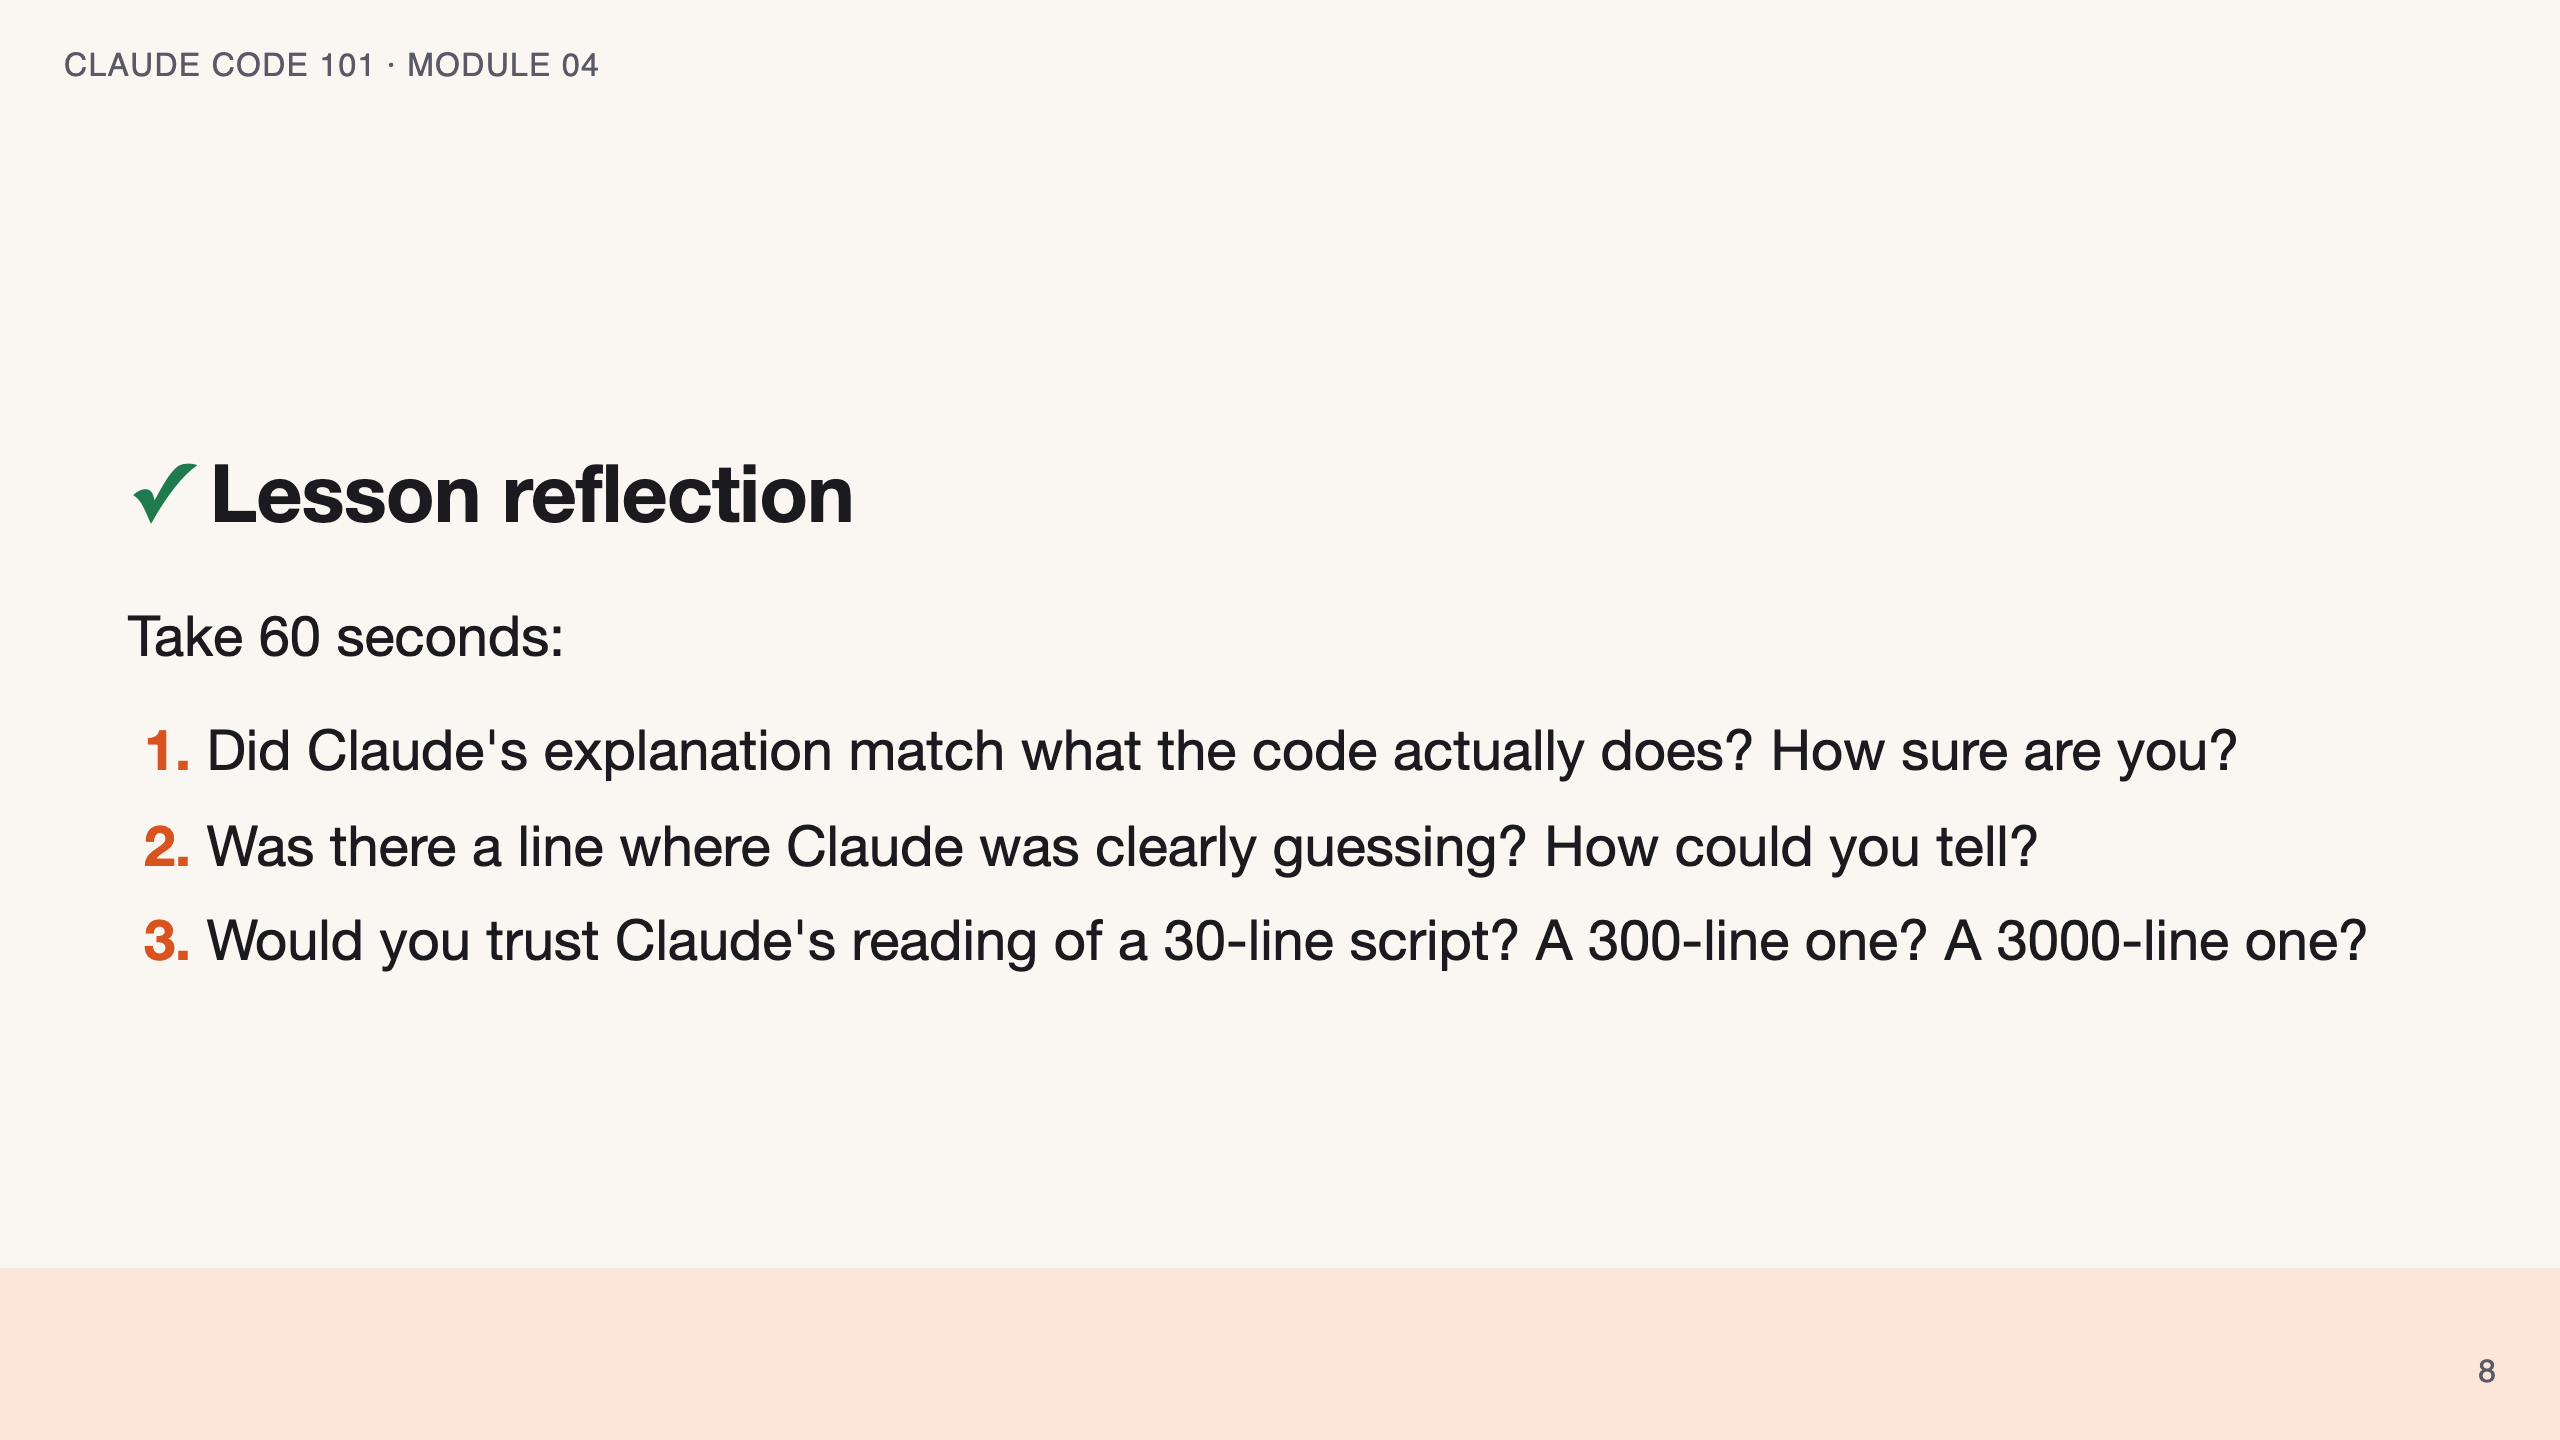 CLAUDE CODE 101 · MODULE 04
✓ Lesson reflection
Take 60 seconds:
1. Did Claude's explanation match what the code actually does? How sure are you?
2. Was there a line where Claude was clearly guessing? How could you tell?
3. Would you trust Claude's reading of a 30-line script? A 300-line one? A 3000-line one?
8